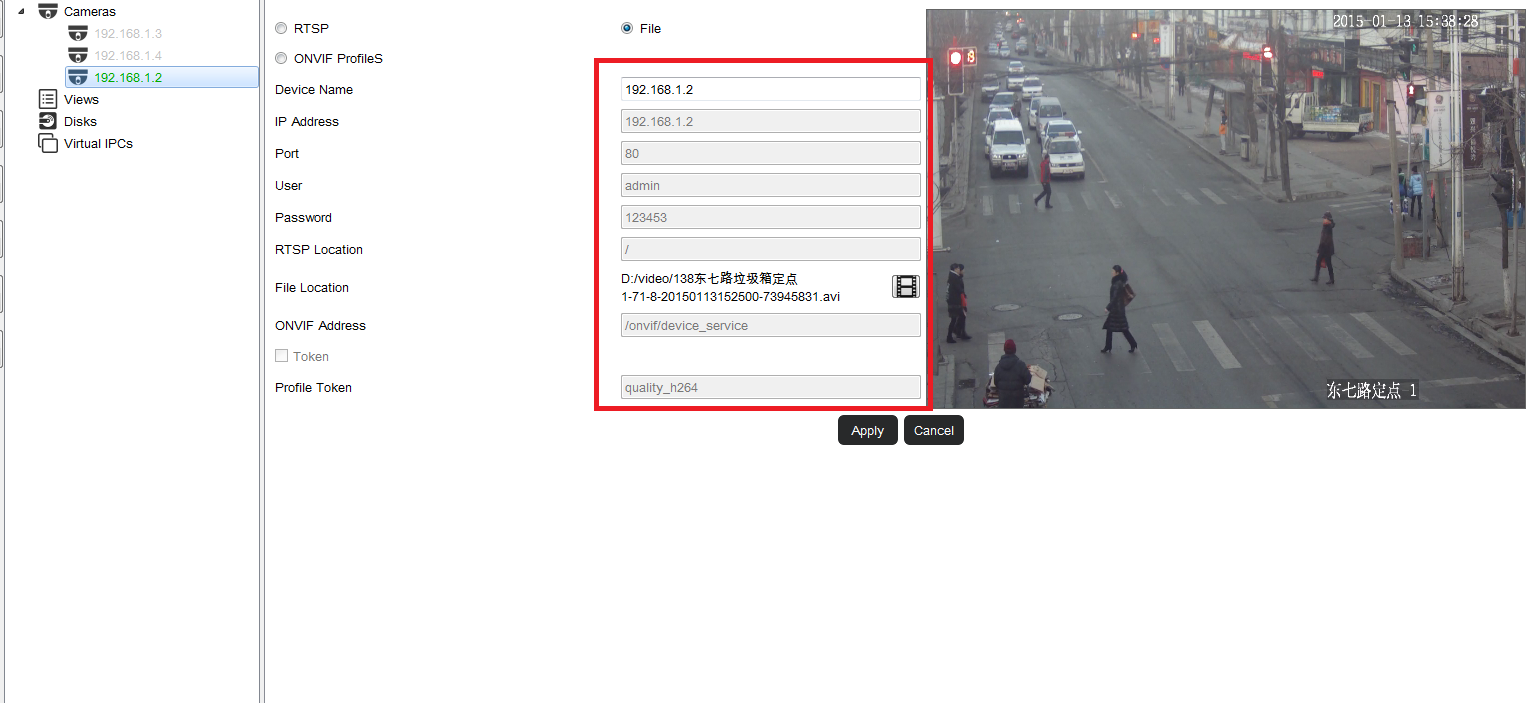 Cameras
192.168.1.3
192.168.1.4
192.168.1.2
Views
Disks
Virtual IPCs
RTSP
File
ONVIF ProfileS
Device Name
192.168.1.2
IP Address
192.168.1.2
Port
80
User
admin
Password
123453
RTSP Location
/
File Location
D:/video/138东七路垃圾箱定点
1-71-8-20150113152500-73945831.avi
ONVIF Address
/onvif/device_service
Token
Profile Token
quality_h264
Apply
Cancel
2015-01-13 15:38:28
东七路定点 1